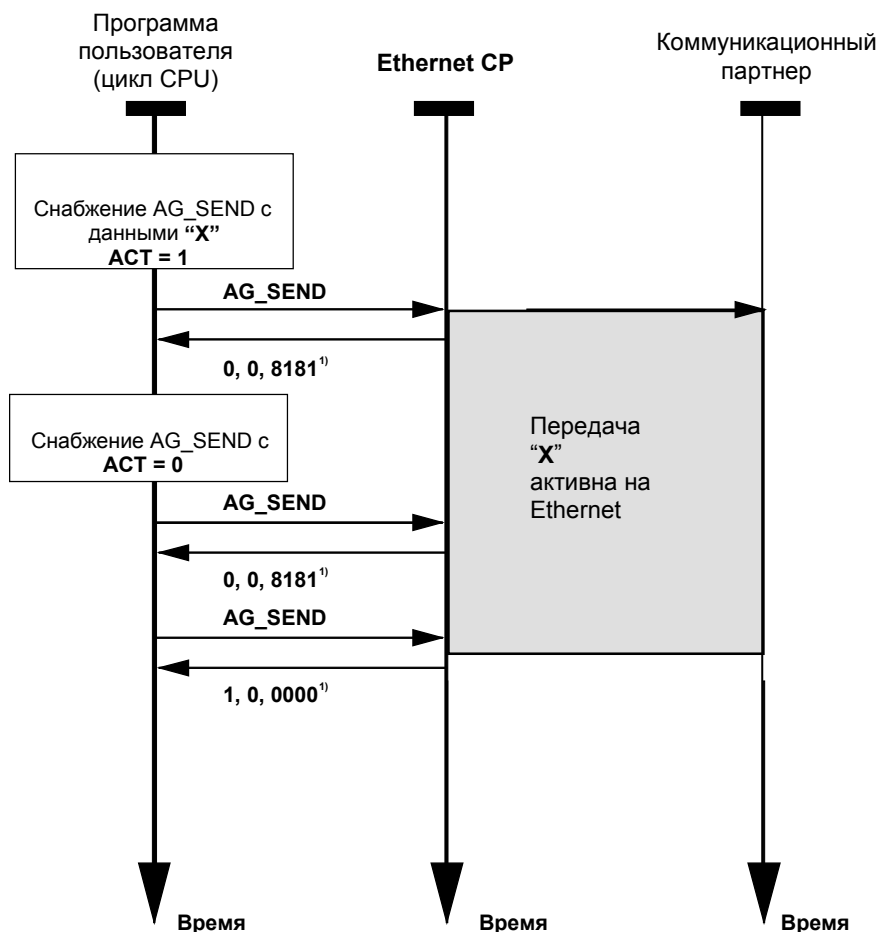 Программа
пользователя
(цикл CPU)
Ethernet CP
Коммуникационный
партнер
Снабжение AG_SEND с
данными “X”
ACT = 1
AG_SEND
0, 0, 8181¹⁾
Снабжение AG_SEND с
ACT = 0
Передача
“X”
активна на
Ethernet
AG_SEND
0, 0, 8181¹⁾
AG_SEND
1, 0, 0000¹⁾
Время
Время
Время